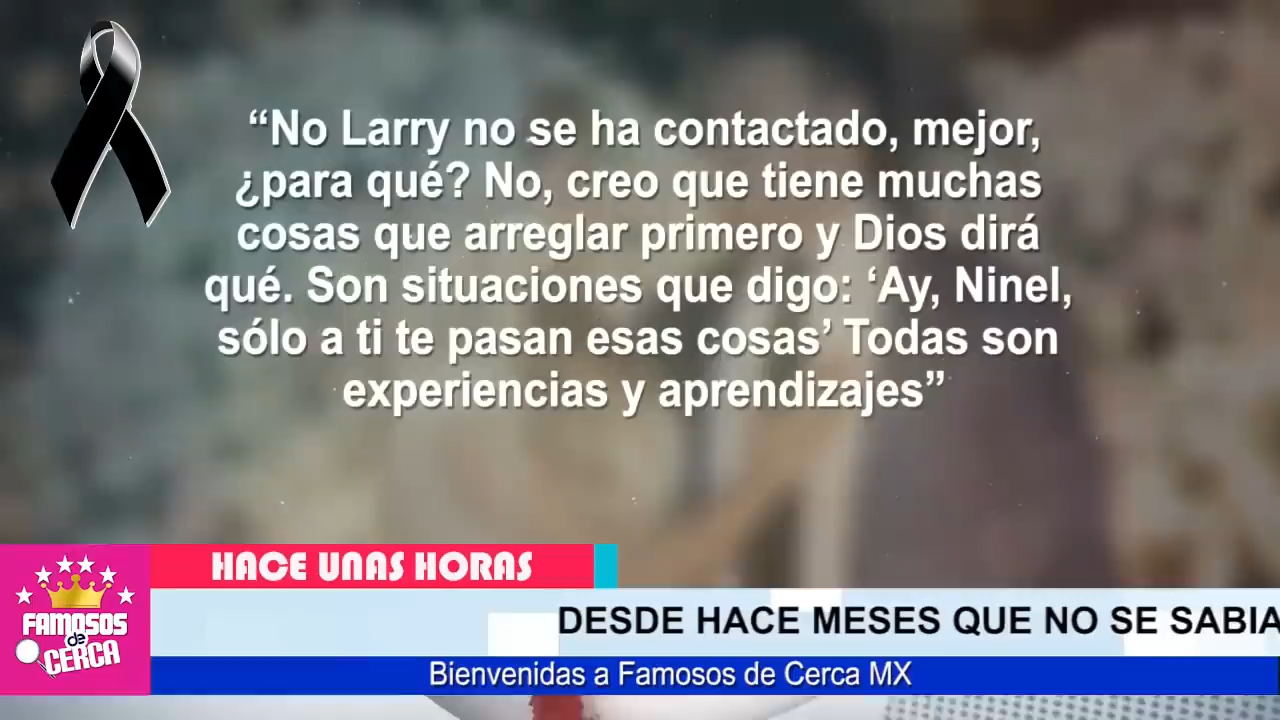 “No Larry no se ha contactado, mejor,
¿para qué? No, creo que tiene muchas
cosas que arreglar primero y Dios dirá
qué. Son situaciones que digo: ‘Ay, Ninel,
sólo a ti te pasan esas cosas’ Todas son
experiencias y aprendizajes”
HACE UNAS HORAS
FAMOSOS
de
CERCA
DESDE HACE MESES QUE NO SE SABIA
Bienvenidas a Famosos de Cerca MX